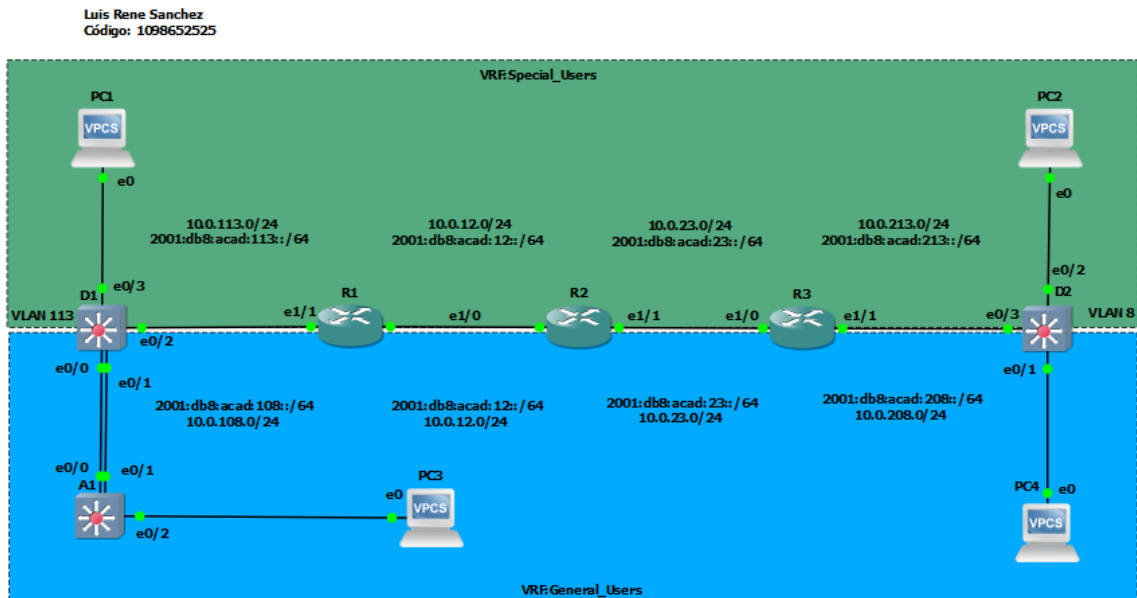 Luis Rene Sanchez
Código: 1098652525
VRF:Special_Users
PC1
PC2
VPCS
VPCS
e0
e0
10.0.113.0/24
2001:db8:acad:113::/64
10.0.12.0/24
2001:db8:acad:12::/64
10.0.23.0/24
2001:db8:acad:23::/64
10.0.213.0/24
2001:db8:acad:213::/64
e0/3
e0/2
D1
R1
R2
R3
D2
VLAN 113
e1/1
e1/0
e1/1
e1/0
e1/1
e0/3
VLAN 8
e0/2
e0/0
e0/1
e0/1
2001:db8:acad:108::/64
10.0.108.0/24
2001:db8:acad:12::/64
10.0.12.0/24
2001:db8:acad:23::/64
10.0.23.0/24
2001:db8:acad:208::/64
10.0.208.0/24
e0/0
e0/1
A1
PC3
e0
VPCS
e0/2
PC4
e0
VPCS
VRF:General_Users